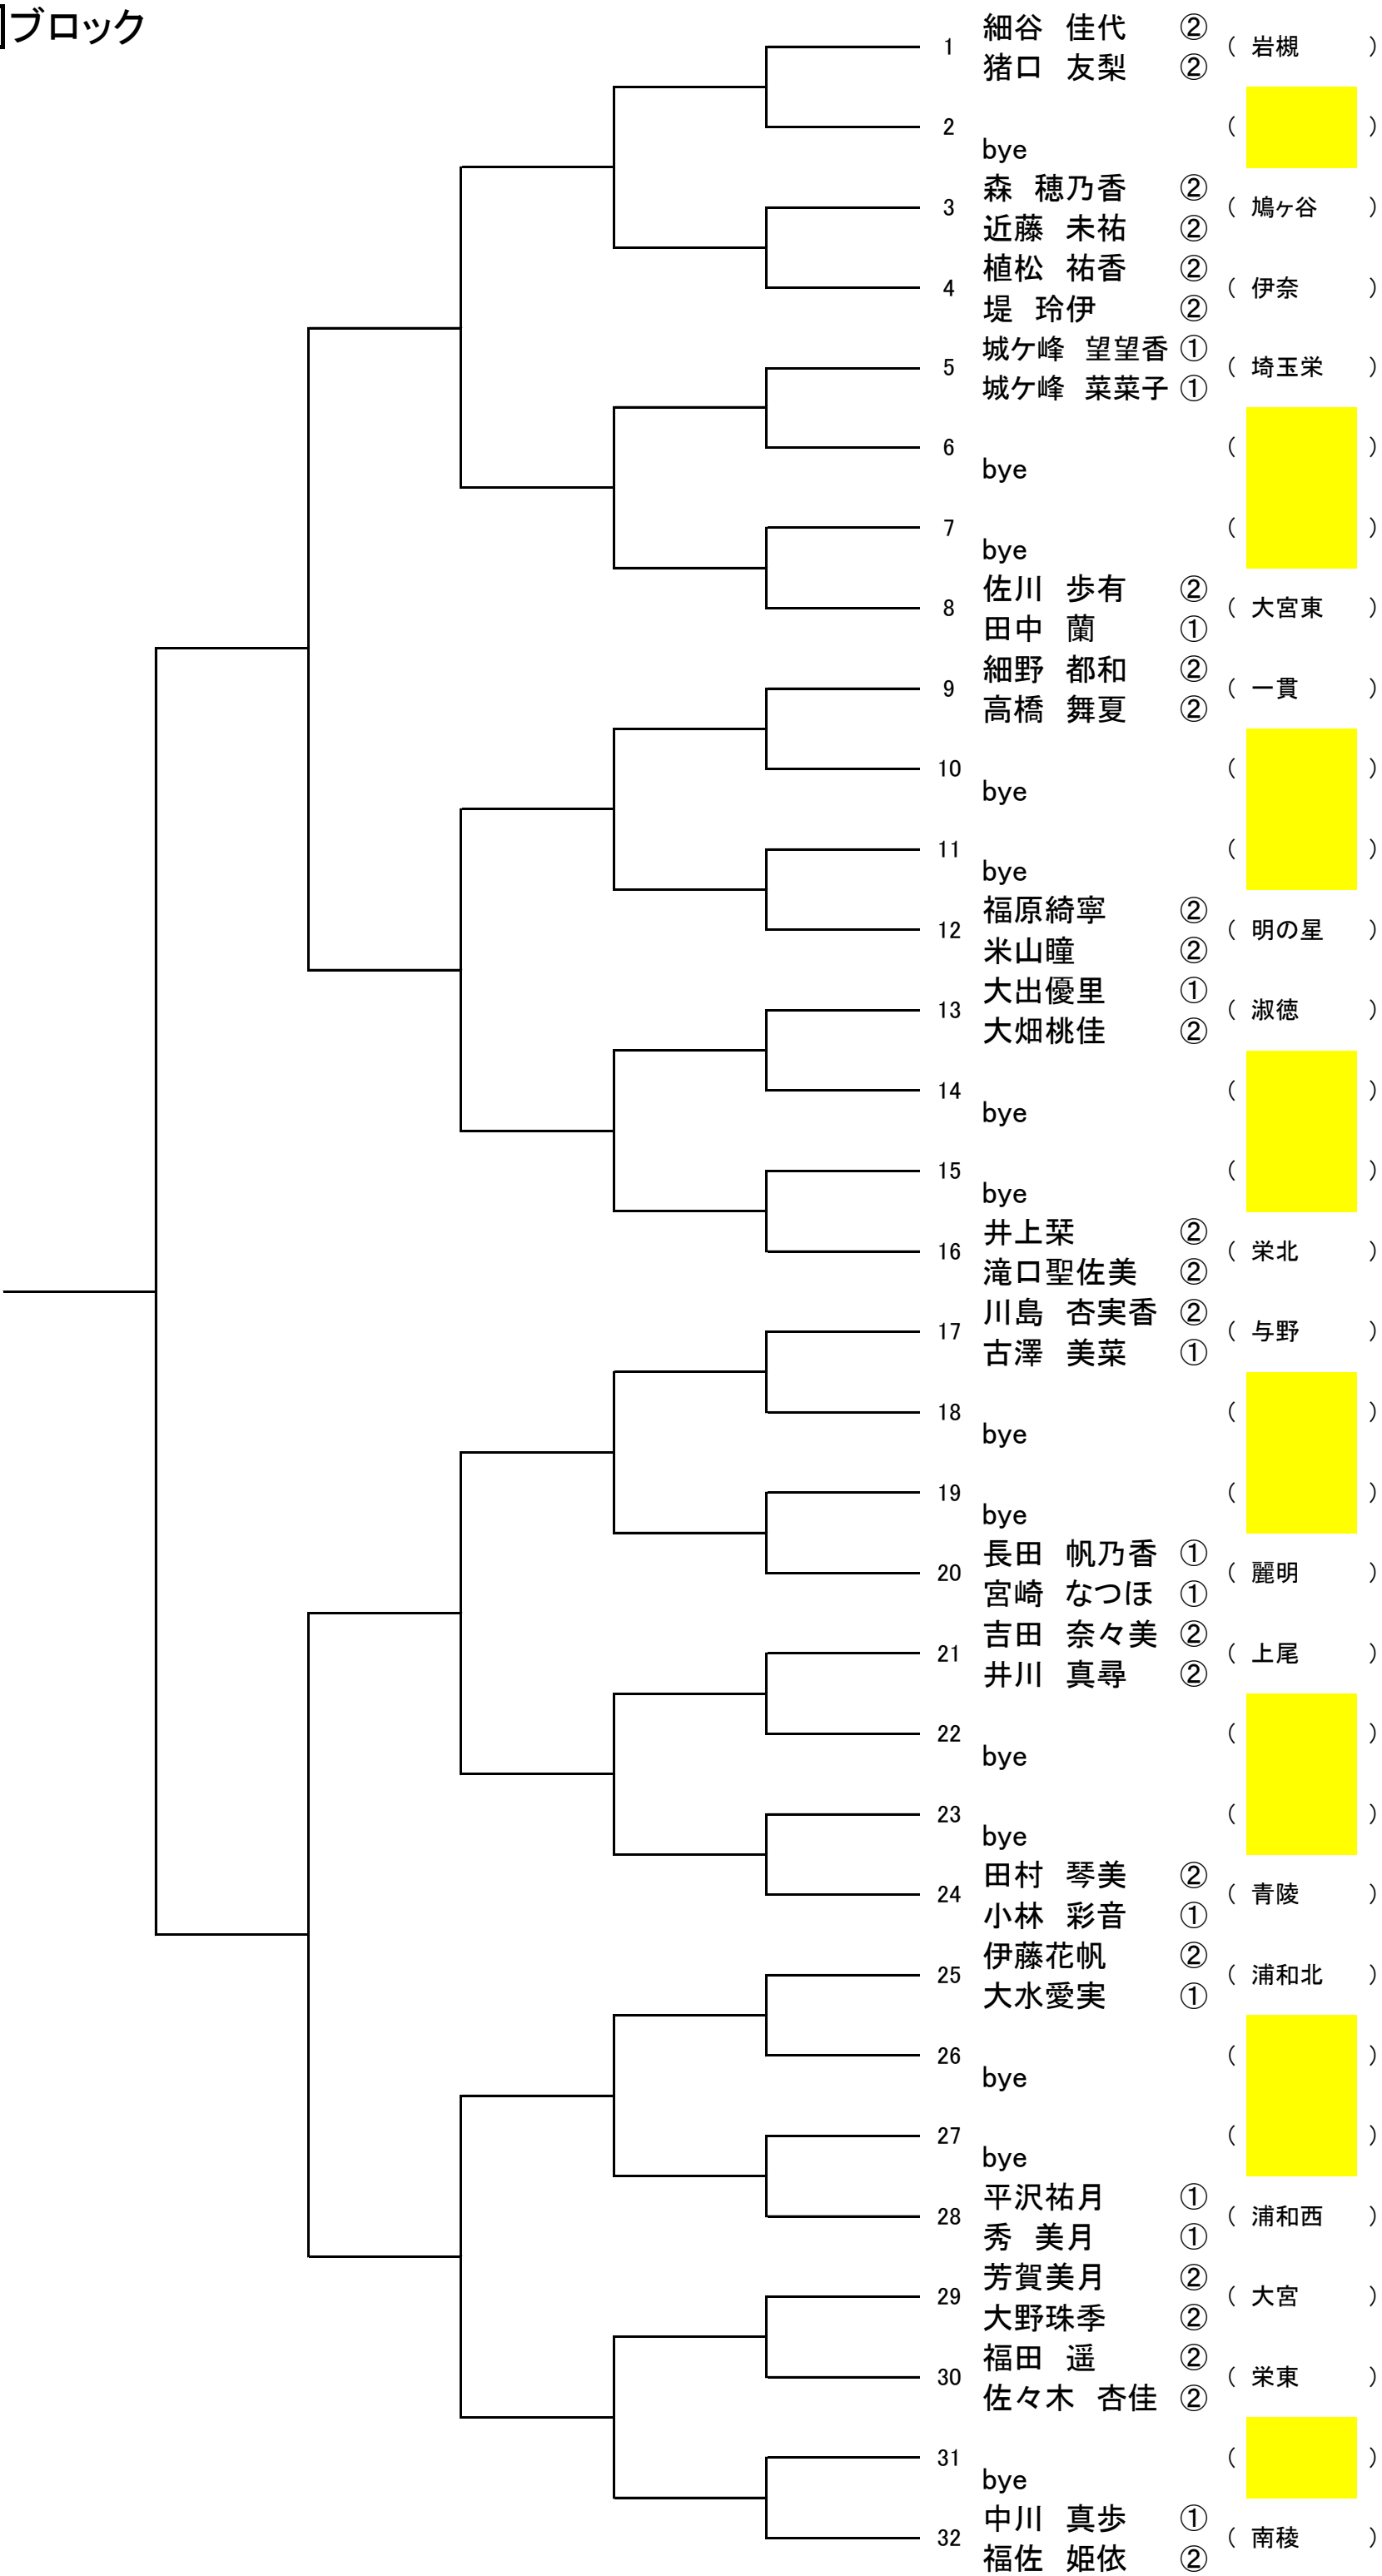 ブロック
細谷 佳代 ②
1 ( 岩槻 )
猪口 友梨 ②
2 ( )
bye
森 穂乃香 ②
3 ( 鳩ヶ谷 )
近藤 未祐 ②
植松 祐香 ②
4 ( 伊奈 )
堤 玲伊 ②
城ケ峰 望望香 ①
5 ( 埼玉栄 )
城ケ峰 菜菜子 ①
6 ( )
bye
7 ( )
bye
佐川 歩有 ②
8 ( 大宮東 )
田中 蘭 ①
細野 都和 ②
9 ( 一貫 )
高橋 舞夏 ②
10 ( )
bye
11 ( )
bye
福原綺寧 ②
12 ( 明の星 )
米山瞳 ②
大出優里 ①
13 ( 淑徳 )
大畑桃佳 ②
14 ( )
bye
15 ( )
bye
井上栞 ②
16 ( 栄北 )
滝口聖佐美 ②
川島 杏実香 ②
17 ( 与野 )
古澤 美菜 ①
18 ( )
bye
19 ( )
bye
長田 帆乃香 ①
20 ( 麗明 )
宮崎 なつほ ①
吉田 奈々美 ②
21 ( 上尾 )
井川 真尋 ②
22 ( )
bye
23 ( )
bye
田村 琴美 ②
24 ( 青陵 )
小林 彩音 ①
伊藤花帆 ②
25 ( 浦和北 )
大水愛実 ①
26 ( )
bye
27 ( )
bye
平沢祐月 ①
28 ( 浦和西 )
秀 美月 ①
芳賀美月 ②
29 ( 大宮 )
大野珠季 ②
福田 遥 ②
30 ( 栄東 )
佐々木 杏佳 ②
31 ( )
bye
中川 真歩 ①
32 ( 南稜 )
福佐 姫依 ②